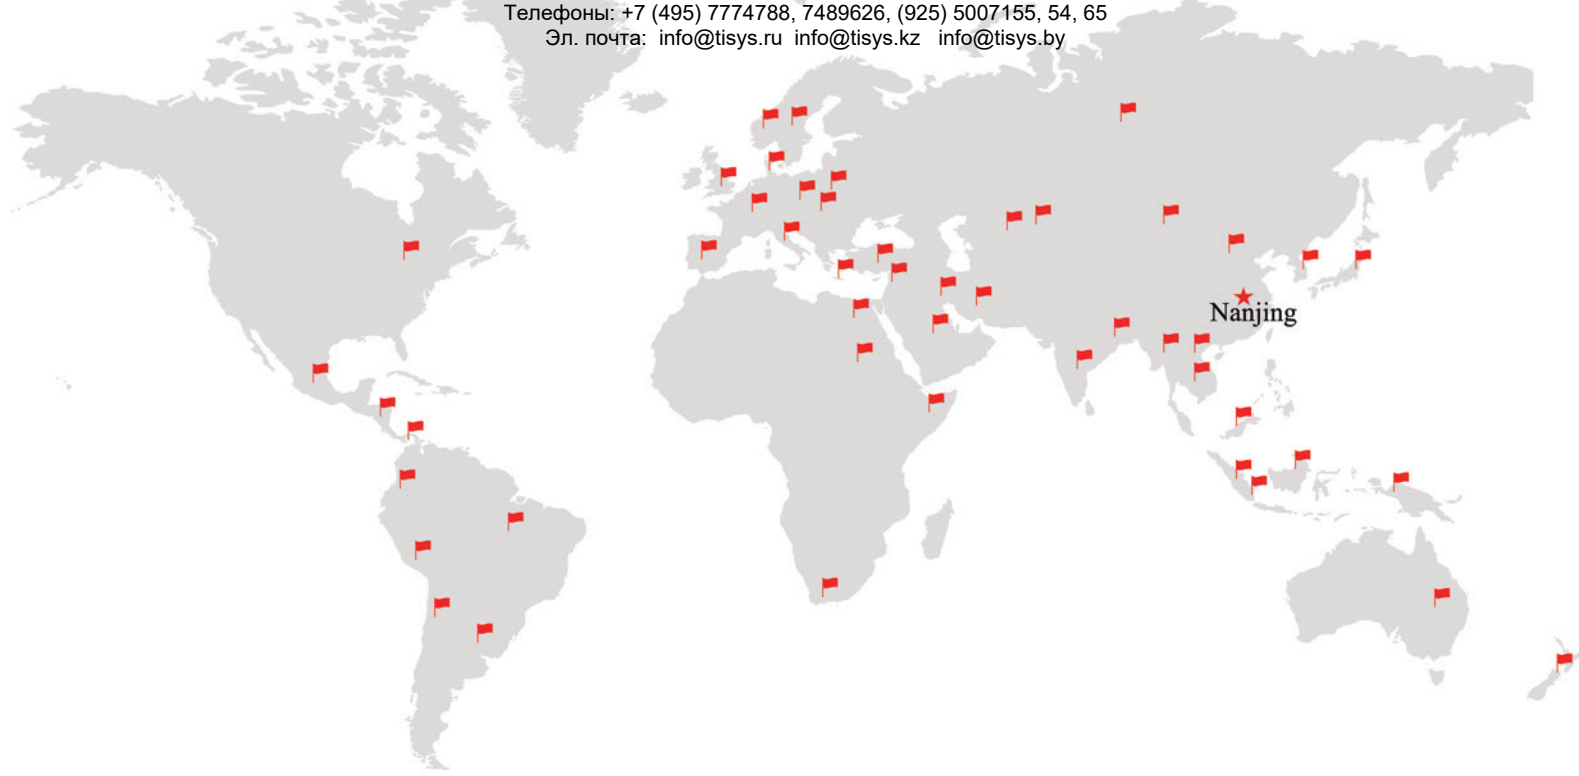 Телефоны: +7 (495) 7774788, 7489626, (925) 5007155, 54, 65
Эл. почта: info@tisys.ru info@tisys.kz info@tisys.by
Nanjing